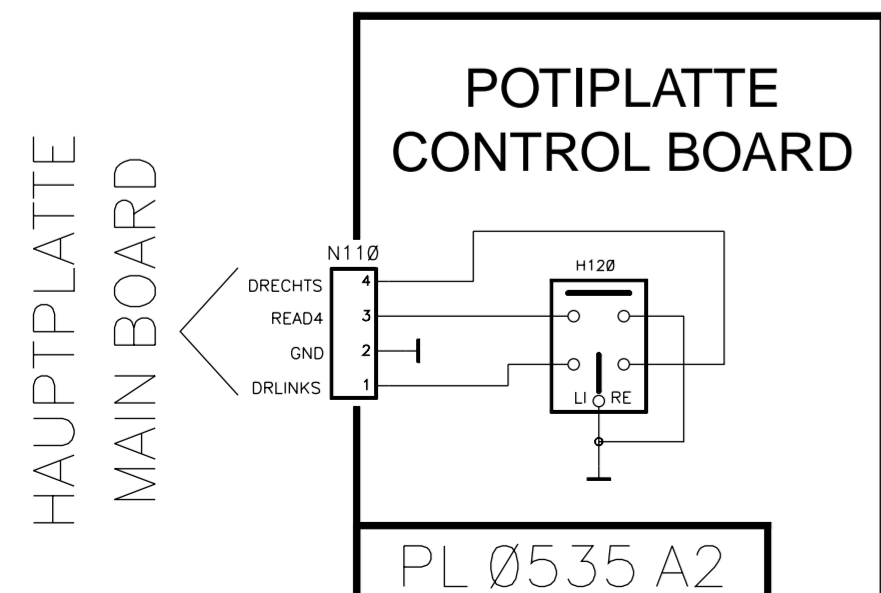 HAUPTPLATTE
MAIN BOARD
POTIPLATTE
CONTROL BOARD
N11Ø
DRECHTS 4
READ4 3
GND 2
DRLINKS 1
H12Ø
LI RE
PL Ø535 A2